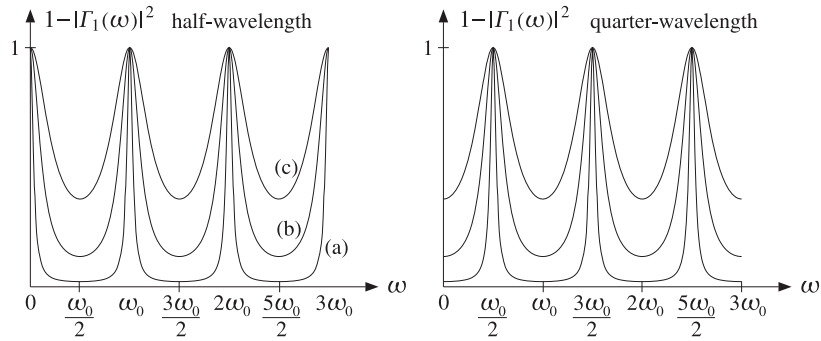 1−|Γ₁(ω)|² half-wavelength
1
(c)
(b)
(a)
0 ω₀/2 ω₀ 3ω₀/2 2ω₀ 5ω₀/2 3ω₀ ω
1−|Γ₁(ω)|² quarter-wavelength
1
0 ω₀/2 ω₀ 3ω₀/2 2ω₀ 5ω₀/2 3ω₀ ω